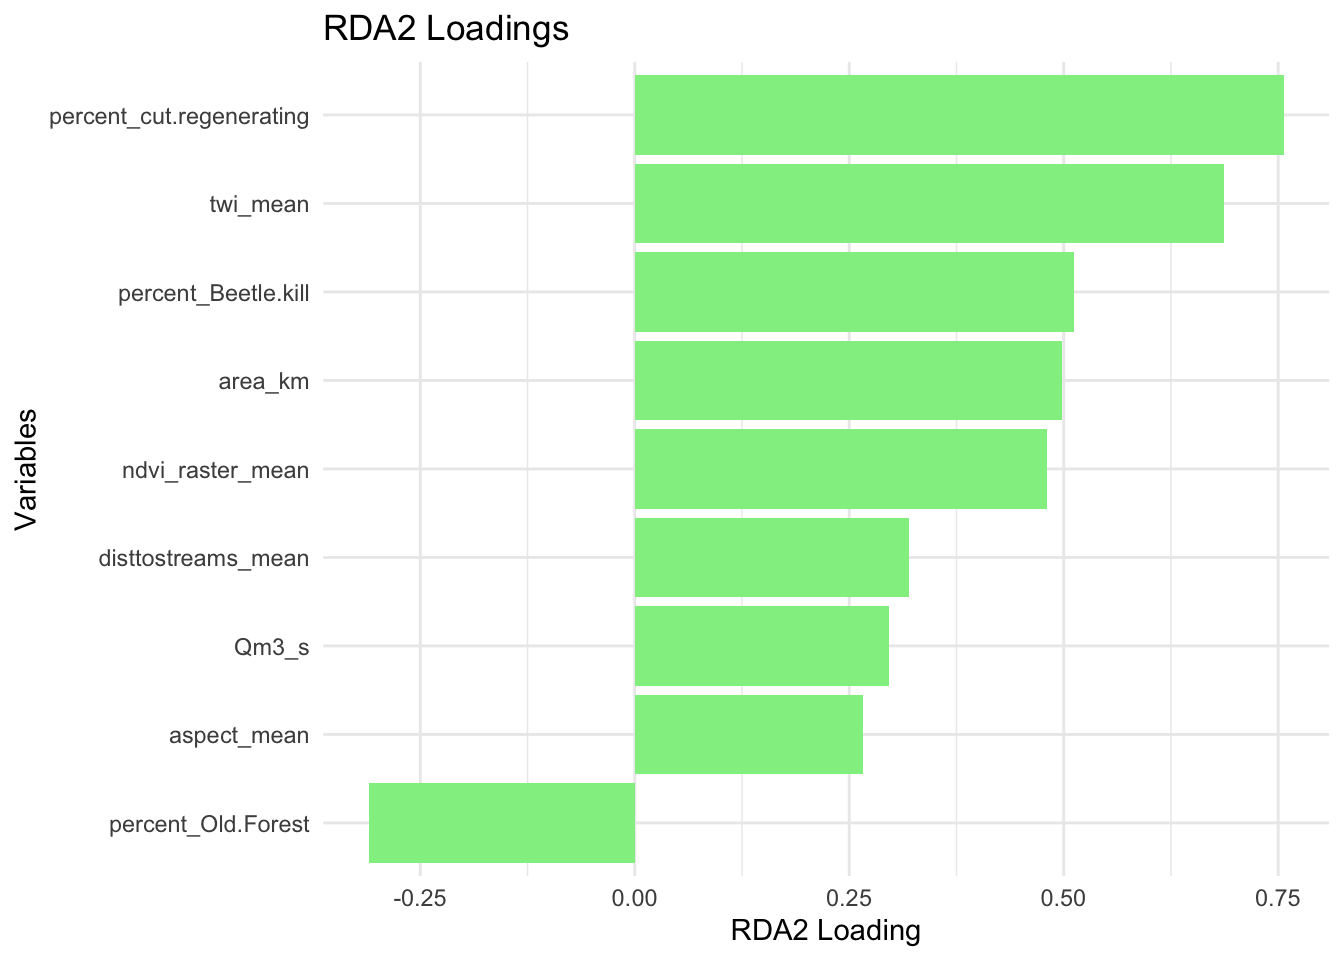 RDA2 Loadings
percent_cut.regenerating
twi_mean
percent_Beetle.kill
area_km
ndvi_raster_mean
disttostreams_mean
Qm3_s
aspect_mean
percent_Old.Forest
Variables
-0.25 0.00 0.25 0.50 0.75
RDA2 Loading